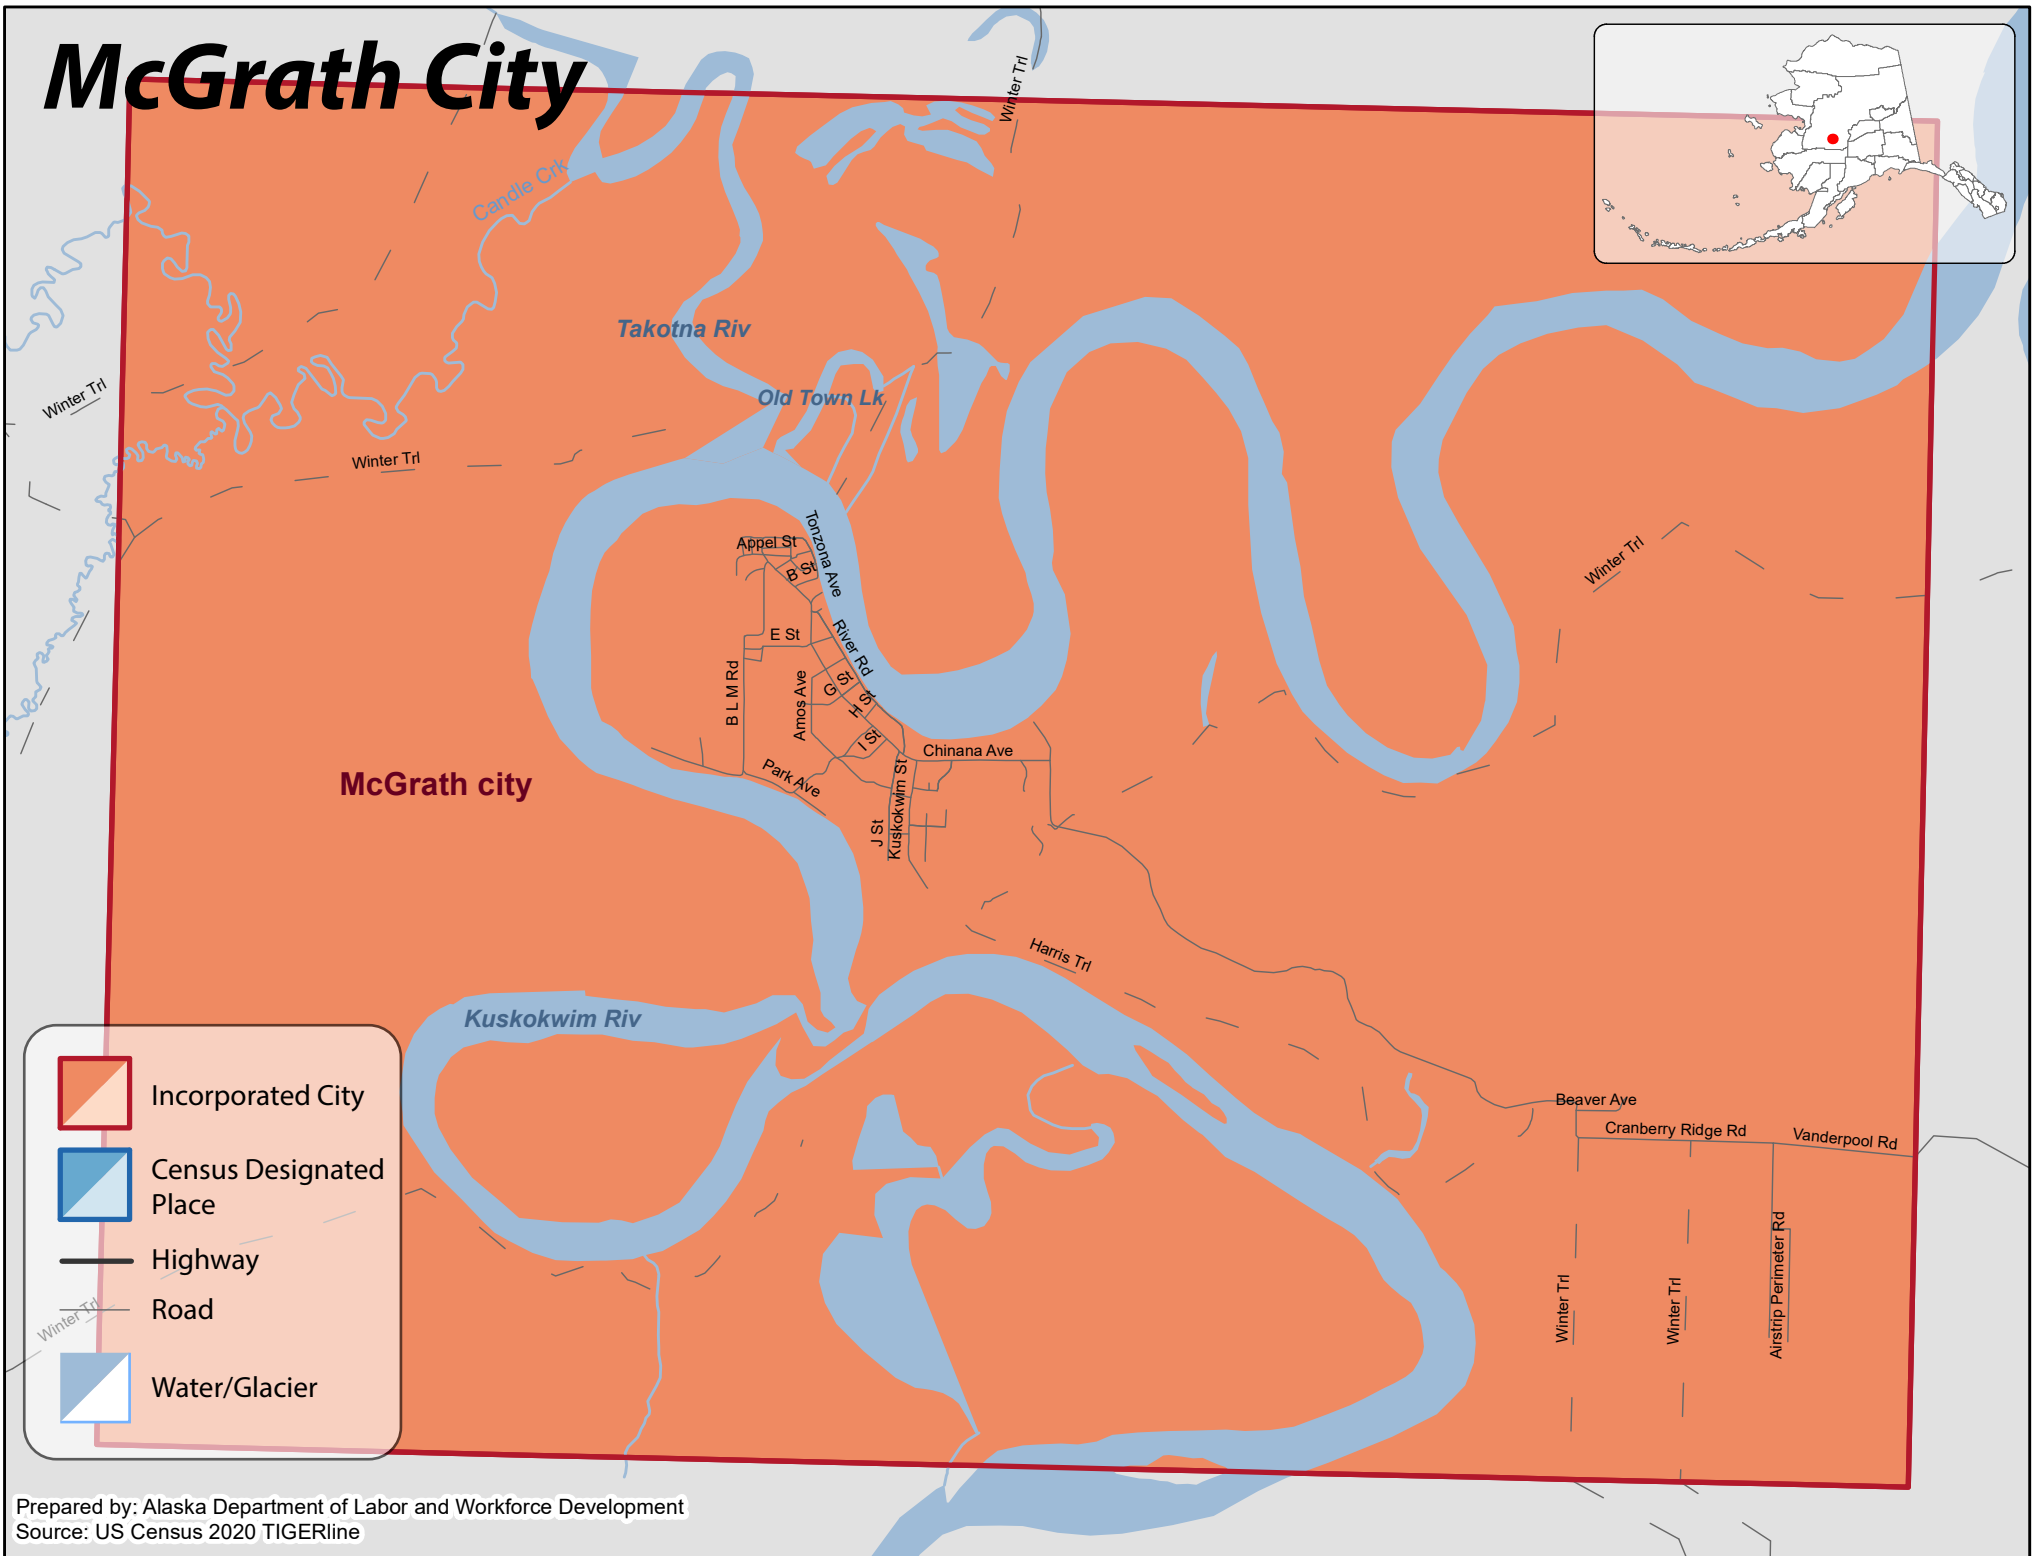 McGrath City
Winter Trl
Candle Crk
Takotna Riv
Old Town Lk
Winter Trl
Winter Trl
Tonzona Ave
Appel St
B St
Winter Trl
E St
River Rd
B L M Rd
Amos Ave
G St
H St
I St
Chinana Ave
Park Ave
McGrath city
Kuskokwim St
J St
Harris Trl
Kuskokwim Riv
Beaver Ave
Cranberry Ridge Rd
Vanderpool Rd
Airstrip Perimeter Rd
Winter Trl
Winter Trl
Winter Trl
Incorporated City
Census Designated
Place
Highway
Road
Water/Glacier
Prepared by: Alaska Department of Labor and Workforce Development
Source: US Census 2020 TIGERline